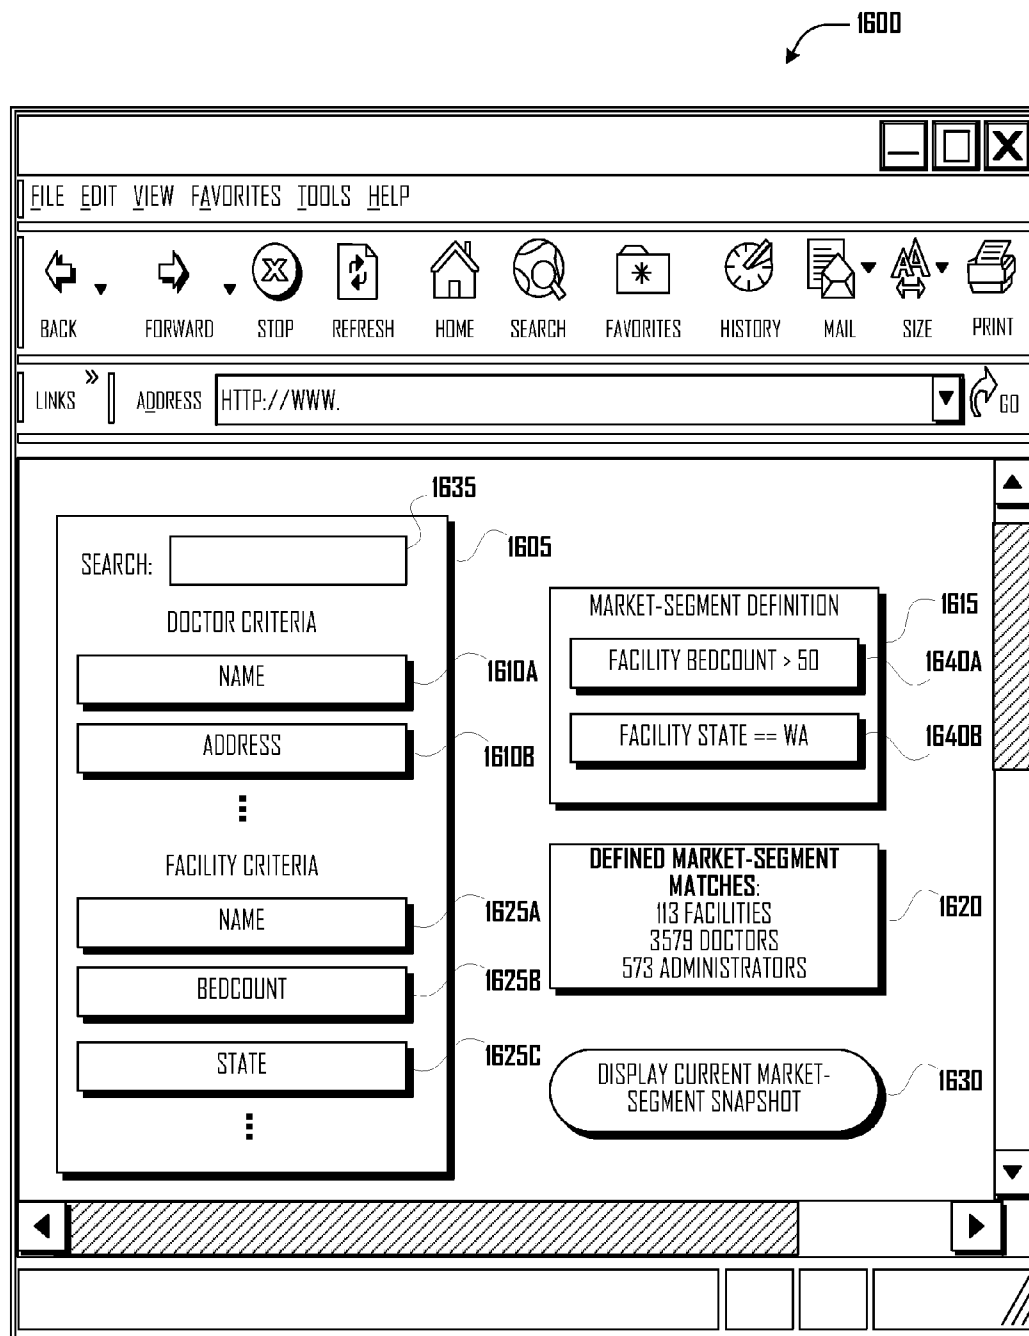 1600
FILE EDIT VIEW FAVORITES TOOLS HELP
BACK FORWARD STOP REFRESH HOME SEARCH FAVORITES HISTORY MAIL SIZE PRINT
LINKS » ADDRESS HTTP://WWW. GO
1635
SEARCH:
1605
DOCTOR CRITERIA
NAME
1610A
ADDRESS
1610B
FACILITY CRITERIA
NAME
1625A
BEDCOUNT
1625B
STATE
1625C
MARKET-SEGMENT DEFINITION
1615
FACILITY BEDCOUNT > 50
1640A
FACILITY STATE == WA
1640B
DEFINED MARKET-SEGMENT
MATCHES:
113 FACILITIES
3579 DOCTORS
573 ADMINISTRATORS
1620
DISPLAY CURRENT MARKET-
SEGMENT SNAPSHOT
1630